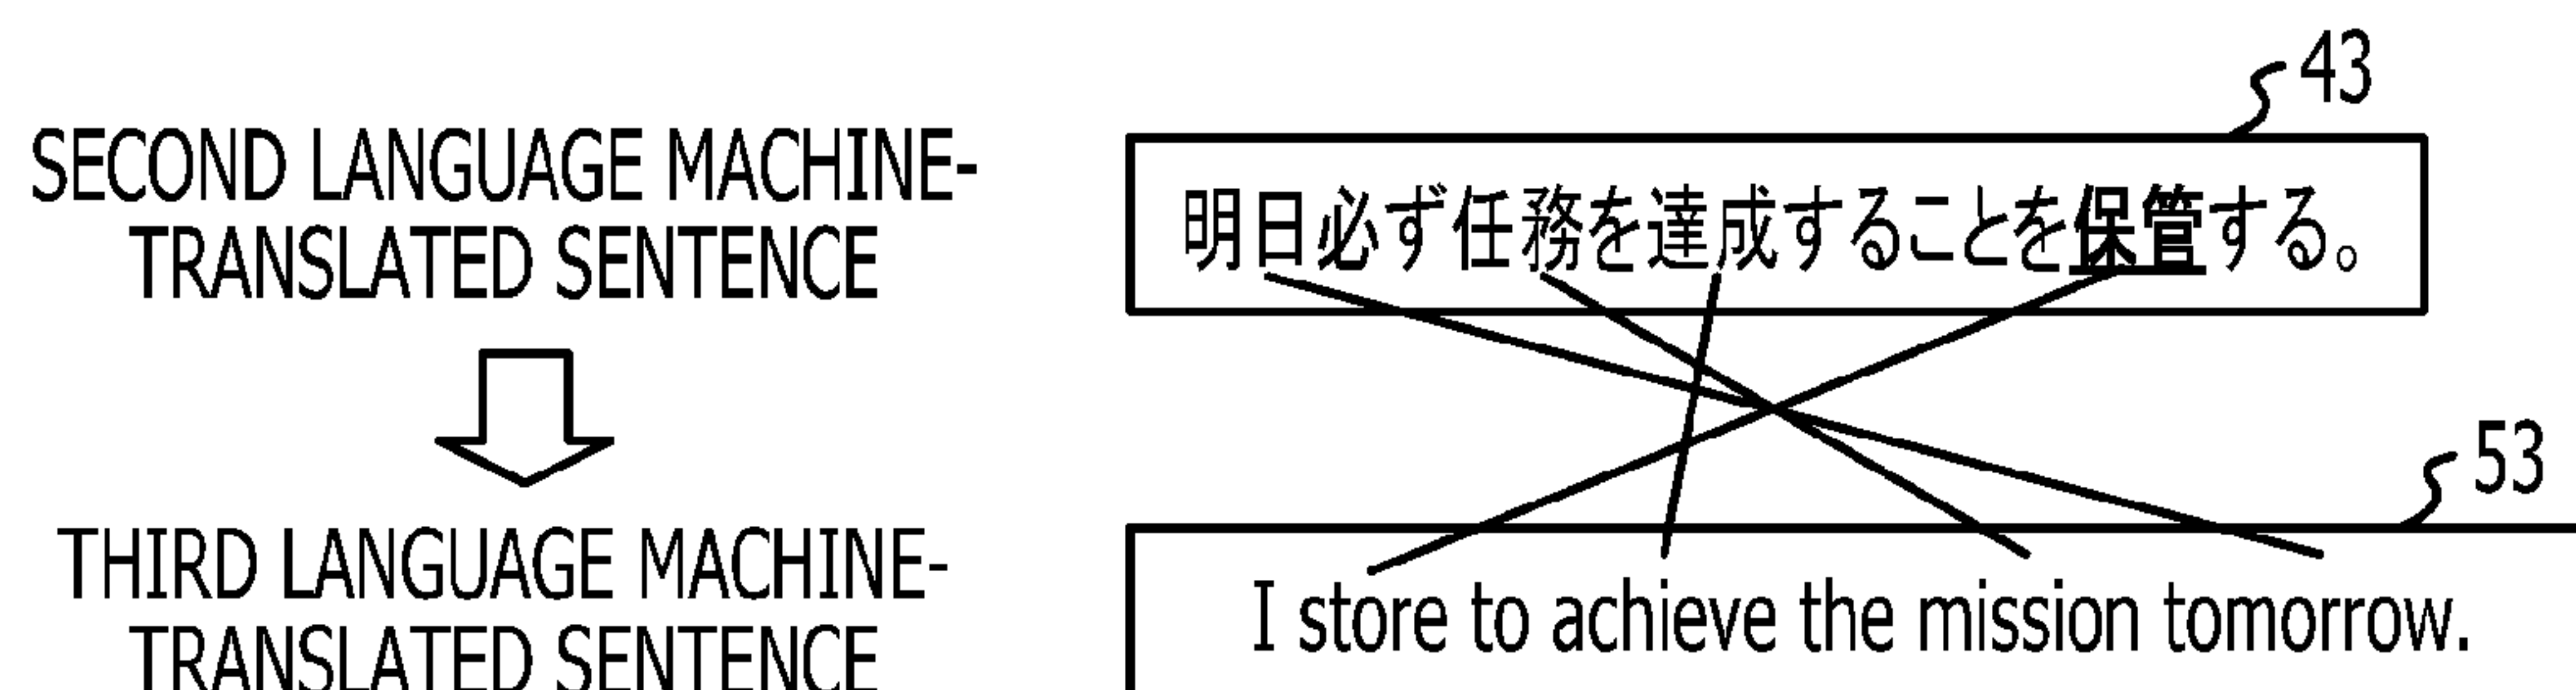 43
SECOND LANGUAGE MACHINE-
TRANSLATED SENTENCE
明日必ず任務を達成することを保管する。
53
THIRD LANGUAGE MACHINE-
TRANSLATED SENTENCE
I store to achieve the mission tomorrow.